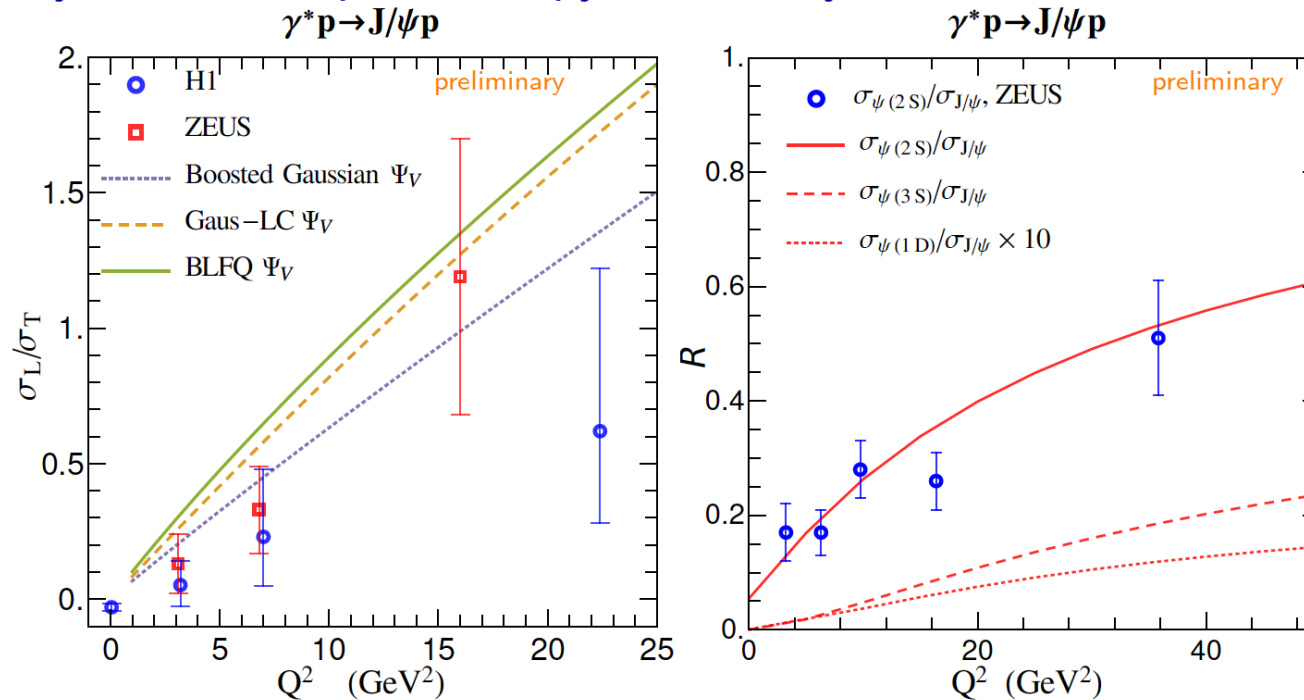 γ*p→J/ψp
2.
1.5
1.
0.5
0.
σL/σT
H1
ZEUS
Boosted Gaussian ΨV
Gaus−LC ΨV
BLFQ ΨV
preliminary
0 5 10 15 20 25
Q² (GeV²)
γ*p→J/ψp
1.
0.8
0.6
0.4
0.2
0.
R
preliminary
σψ(2S)/σJ/ψ, ZEUS
σψ(2S)/σJ/ψ
σψ(3S)/σJ/ψ
σψ(1D)/σJ/ψ × 10
0 20 40
Q² (GeV²)